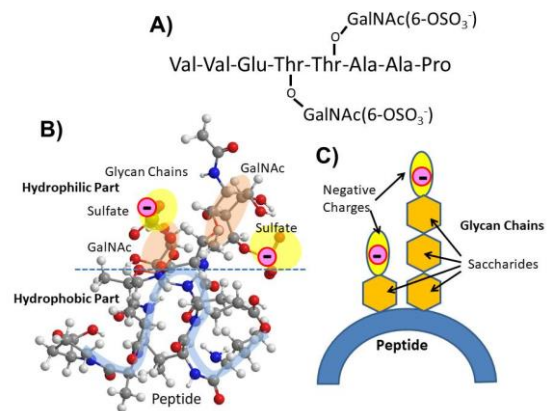 A)
GalNAc(6-OSO₃⁻)
O
Val-Val-Glu-Thr-Thr-Ala-Ala-Pro
O
GalNAc(6-OSO₃⁻)
B)
Glycan Chains
GalNAc
Hydrophilic Part
Sulfate
-
Sulfate
-
GalNAc
Hydrophobic Part
Peptide
C)
Negative
Charges
-
-
Glycan Chains
Saccharides
Peptide